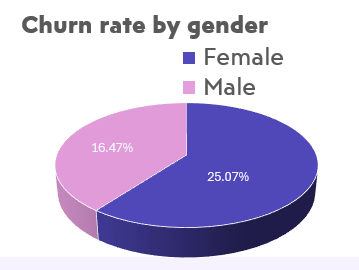 Churn rate by gender
Female
Male
16.47%
25.07%